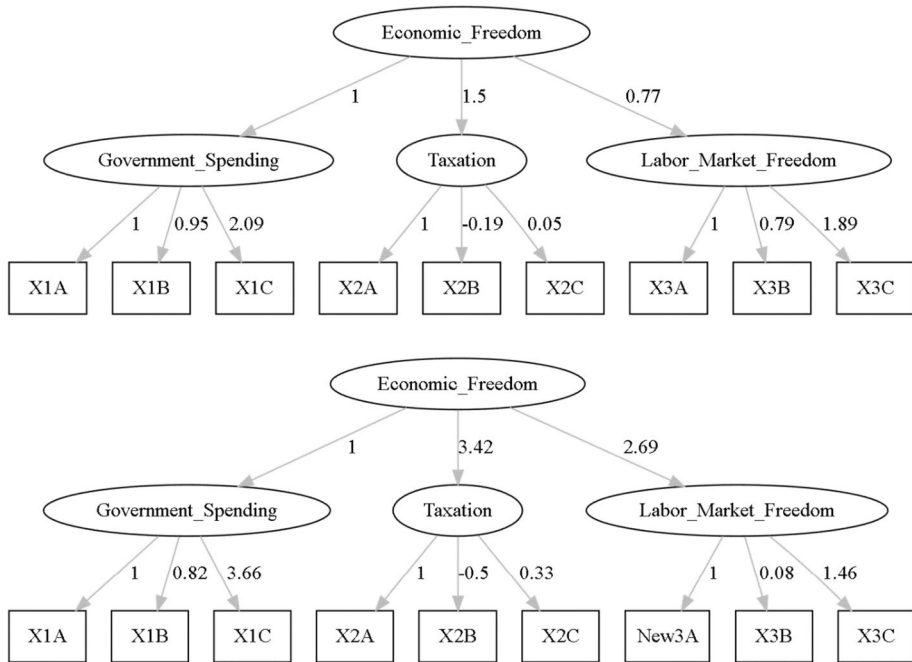 Economic_Freedom
1 1.5 0.77
Government_Spending Taxation Labor_Market_Freedom
1 0.95 2.09 1 -0.19 0.05 1 0.79 1.89
X1A X1B X1C X2A X2B X2C X3A X3B X3C
Economic_Freedom
1 3.42 2.69
Government_Spending Taxation Labor_Market_Freedom
1 0.82 3.66 1 -0.5 0.33 1 0.08 1.46
X1A X1B X1C X2A X2B X2C New3A X3B X3C